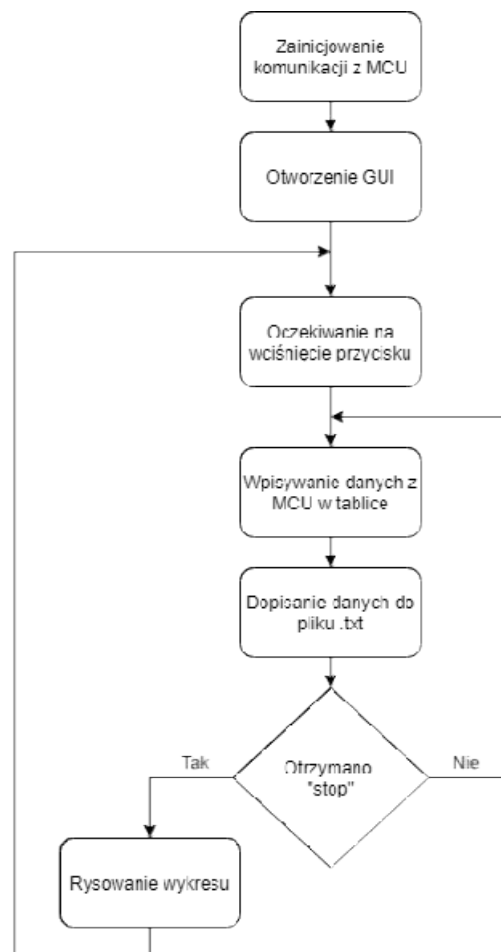 Zainicjowanie
komunikacji z MCU
Otworzenie GUI
Oczekiwanie na
wciśniecie przycisku
Wpisywanie danych z
MCU w tablice
Dopisanie danych do
pliku .txt
Otrzymano
"stop"
Tak
Nie
Rysowanie wykresu